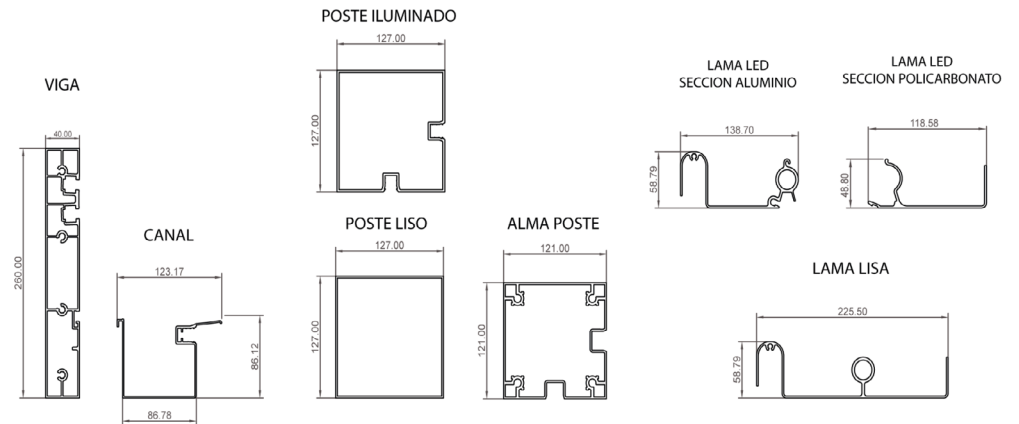 POSTE ILUMINADO
127.00
127.00
VIGA
40.00
260.00
CANAL
123.17
86.12
86.78
POSTE LISO
127.00
127.00
ALMA POSTE
121.00
121.00
LAMA LED
SECCION ALUMINIO
138.70
58.79
LAMA LED
SECCION POLICARBONATO
118.58
48.80
LAMA LISA
225.50
58.79